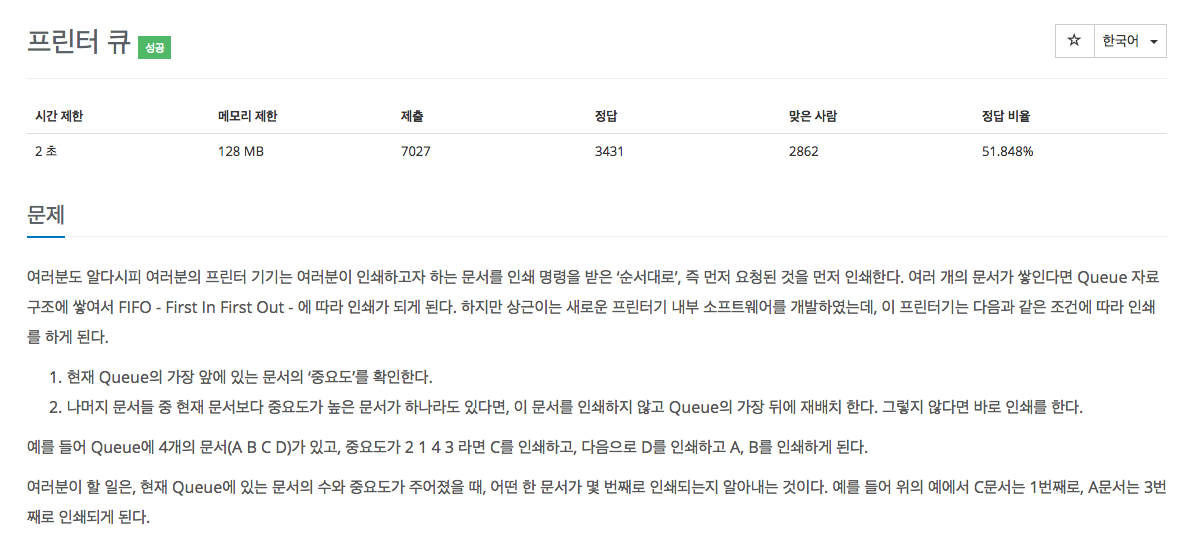 프린터 큐 성공
☆ 한국어
시간 제한 메모리 제한 제출 정답 맞은 사람 정답 비율
2 초 128 MB 7027 3431 2862 51.848%
문제
여러분도 알다시피 여러분의 프린터 기기는 여러분이 인쇄하고자 하는 문서를 인쇄 명령을 받은 ‘순서대로’, 즉 먼저 요청된 것을 먼저 인쇄한다. 여러 개의 문서가 쌓인다면 Queue 자료
구조에 쌓여서 FIFO - First In First Out - 에 따라 인쇄가 되게 된다. 하지만 상근이는 새로운 프린터기 내부 소프트웨어를 개발하였는데, 이 프린터기는 다음과 같은 조건에 따라 인쇄
를 하게 된다.
1. 현재 Queue의 가장 앞에 있는 문서의 ‘중요도’를 확인한다.
2. 나머지 문서들 중 현재 문서보다 중요도가 높은 문서가 하나라도 있다면, 이 문서를 인쇄하지 않고 Queue의 가장 뒤에 재배치 한다. 그렇지 않다면 바로 인쇄를 한다.
예를 들어 Queue에 4개의 문서(A B C D)가 있고, 중요도가 2 1 4 3 라면 C를 인쇄하고, 다음으로 D를 인쇄하고 A, B를 인쇄하게 된다.
여러분이 할 일은, 현재 Queue에 있는 문서의 수와 중요도가 주어졌을 때, 어떤 한 문서가 몇 번째로 인쇄되는지 알아내는 것이다. 예를 들어 위의 예에서 C문서는 1번째로, A문서는 3번
째로 인쇄되게 된다.